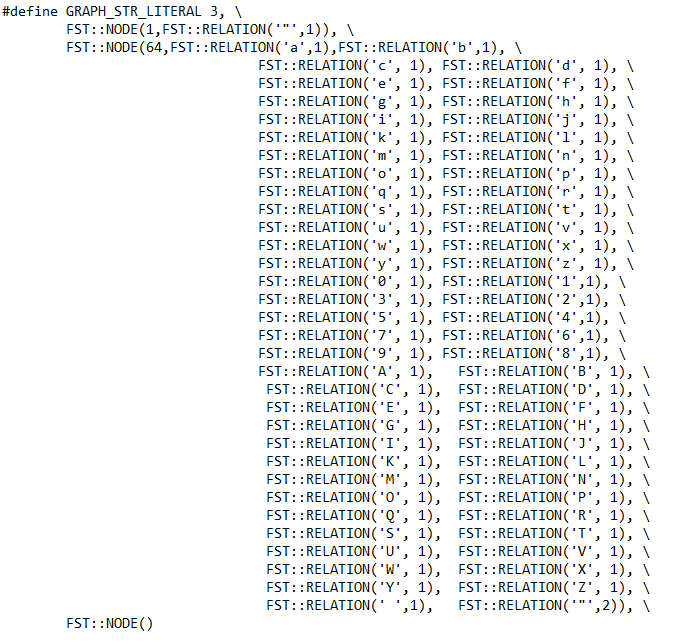 #define GRAPH_STR_LITERAL 3, \
FST::NODE(1,FST::RELATION('"',1)), \
FST::NODE(64,FST::RELATION('a',1),FST::RELATION('b',1), \
FST::RELATION('c', 1), FST::RELATION('d', 1), \
FST::RELATION('e', 1), FST::RELATION('f', 1), \
FST::RELATION('g', 1), FST::RELATION('h', 1), \
FST::RELATION('i', 1), FST::RELATION('j', 1), \
FST::RELATION('k', 1), FST::RELATION('l', 1), \
FST::RELATION('m', 1), FST::RELATION('n', 1), \
FST::RELATION('o', 1), FST::RELATION('p', 1), \
FST::RELATION('q', 1), FST::RELATION('r', 1), \
FST::RELATION('s', 1), FST::RELATION('t', 1), \
FST::RELATION('u', 1), FST::RELATION('v', 1), \
FST::RELATION('w', 1), FST::RELATION('x', 1), \
FST::RELATION('y', 1), FST::RELATION('z', 1), \
FST::RELATION('0', 1), FST::RELATION('1',1), \
FST::RELATION('3', 1), FST::RELATION('2',1), \
FST::RELATION('5', 1), FST::RELATION('4',1), \
FST::RELATION('7', 1), FST::RELATION('6',1), \
FST::RELATION('9', 1), FST::RELATION('8',1), \
FST::RELATION('A', 1), FST::RELATION('B', 1), \
FST::RELATION('C', 1), FST::RELATION('D', 1), \
FST::RELATION('E', 1), FST::RELATION('F', 1), \
FST::RELATION('G', 1), FST::RELATION('H', 1), \
FST::RELATION('I', 1), FST::RELATION('J', 1), \
FST::RELATION('K', 1), FST::RELATION('L', 1), \
FST::RELATION('M', 1), FST::RELATION('N', 1), \
FST::RELATION('O', 1), FST::RELATION('P', 1), \
FST::RELATION('Q', 1), FST::RELATION('R', 1), \
FST::RELATION('S', 1), FST::RELATION('T', 1), \
FST::RELATION('U', 1), FST::RELATION('V', 1), \
FST::RELATION('W', 1), FST::RELATION('X', 1), \
FST::RELATION('Y', 1), FST::RELATION('Z', 1), \
FST::RELATION(' ',1), FST::RELATION('"',2)), \
FST::NODE()